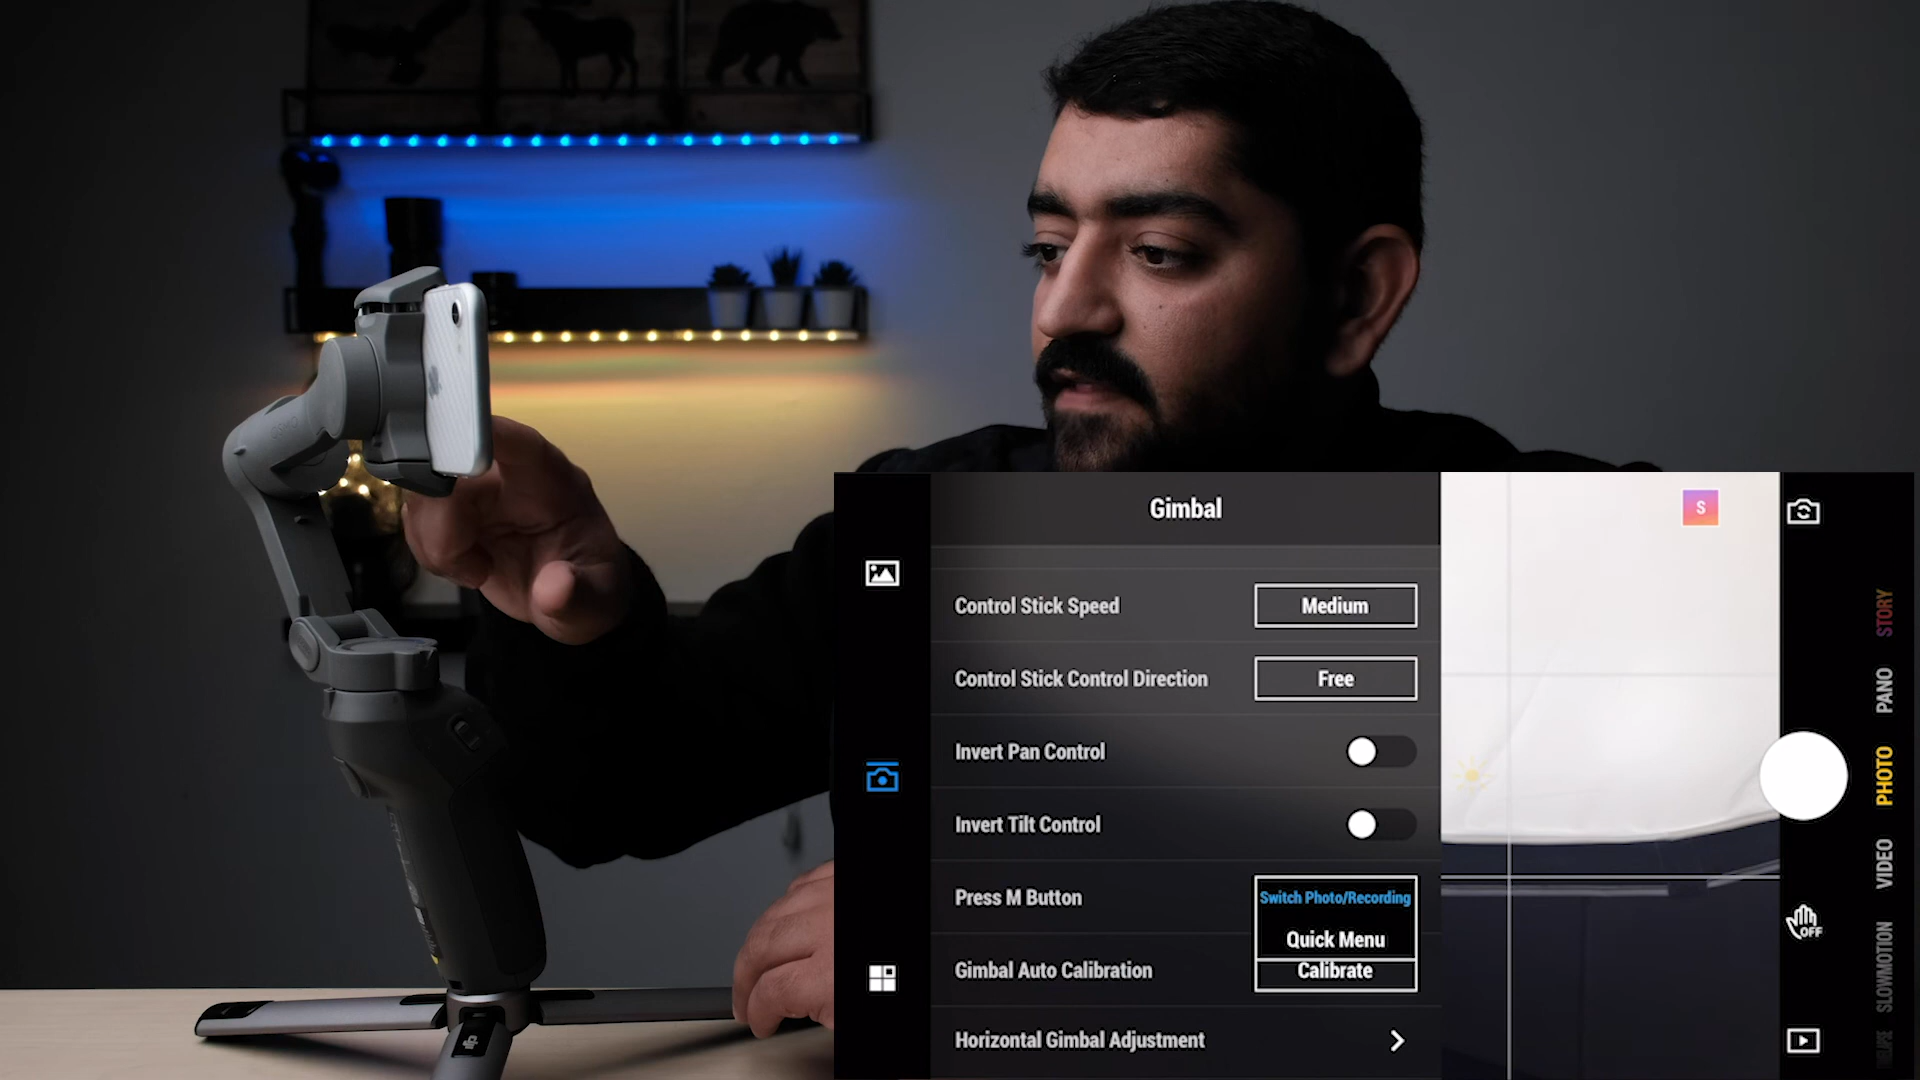 Gimbal
S
Control Stick Speed
Medium
Control Stick Control Direction
Free
Invert Pan Control
Invert Tilt Control
Press M Button
Switch Photo/Recording
Quick Menu
Gimbal Auto Calibration
Calibrate
Horizontal Gimbal Adjustment
STORY
PANO
PHOTO
VIDEO
SLOWMOTION
OFF
dji